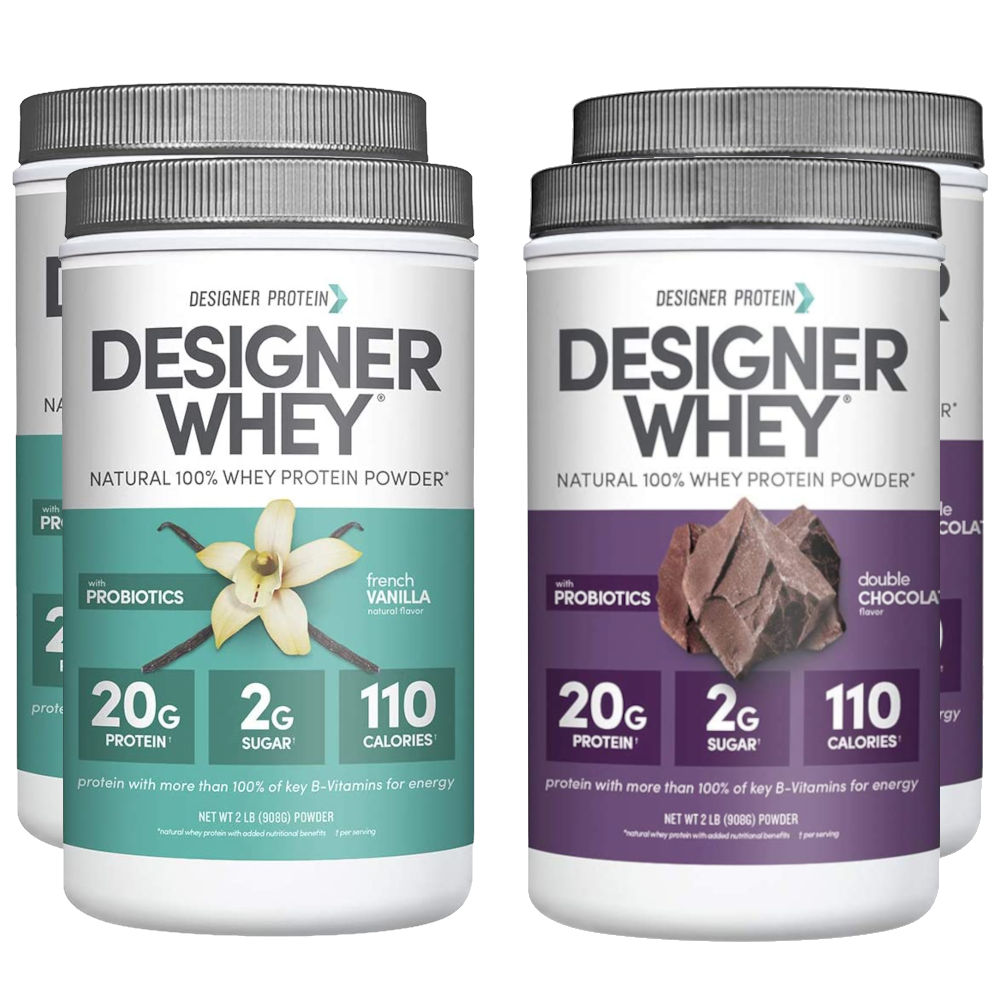 DESIGNER PROTEIN
DESIGNER
WHEY®
NATURAL 100% WHEY PROTEIN POWDER*
with
PROBIOTICS
french
VANILLA
natural flavor
20G
PROTEIN†
2G
SUGAR†
110
CALORIES†
protein with more than 100% of key B-Vitamins for energy
NET WT 2 LB (908G) POWDER
*natural whey protein with added nutritional benefits † per serving
DESIGNER PROTEIN
DESIGNER
WHEY®
NATURAL 100% WHEY PROTEIN POWDER*
with
PROBIOTICS
double
CHOCOLA
flavor
20G
PROTEIN†
2G
SUGAR†
110
CALORIES†
protein with more than 100% of key B-Vitamins for energy
NET WT 2 LB (908G) POWDER
*natural whey protein with added nutritional benefits † per serving